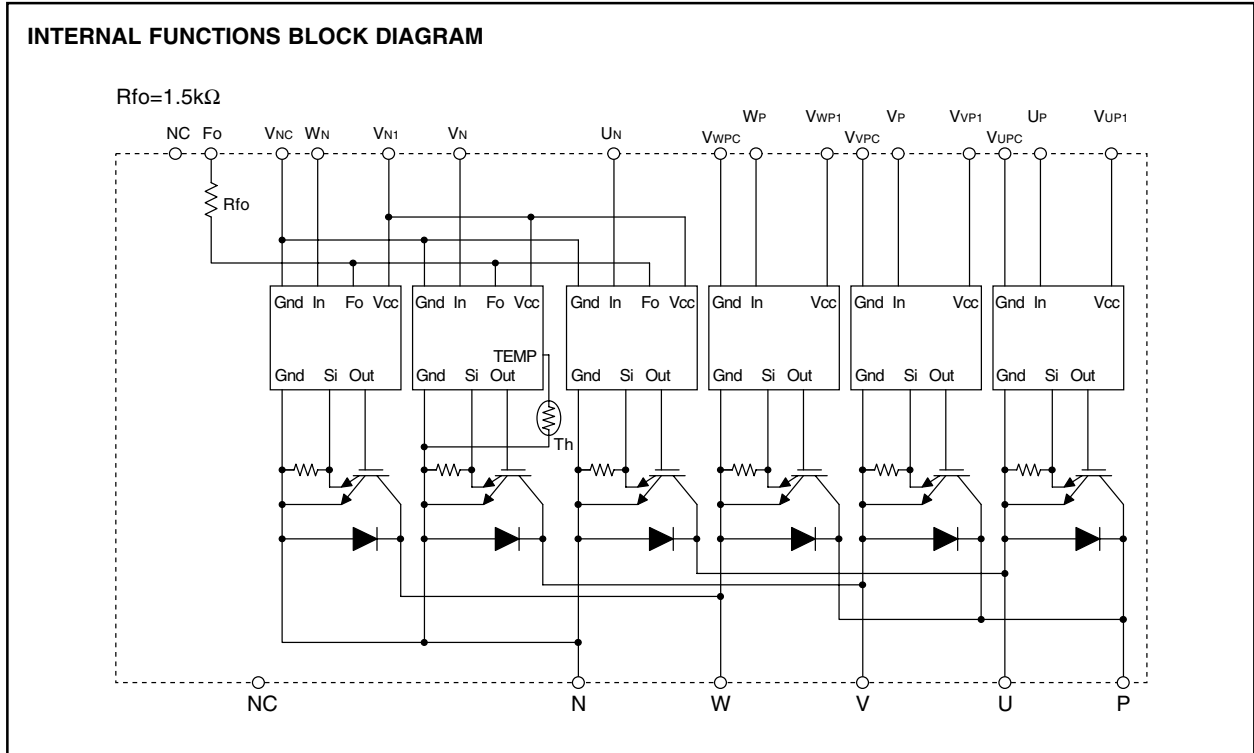 INTERNAL FUNCTIONS BLOCK DIAGRAM
Rfo=1.5kΩ
NC Fo VNC WN VN1 VN UN VWPC WP VWP1 VVPC VP VVP1 VUPC UP VUP1
Rfo
Gnd In Fo Vcc Gnd In Fo Vcc Gnd In Fo Vcc Gnd In Vcc Gnd In Vcc Gnd In Vcc
TEMP
Gnd Si Out Gnd Si Out Gnd Si Out Gnd Si Out Gnd Si Out Gnd Si Out
Th
NC N W V U P